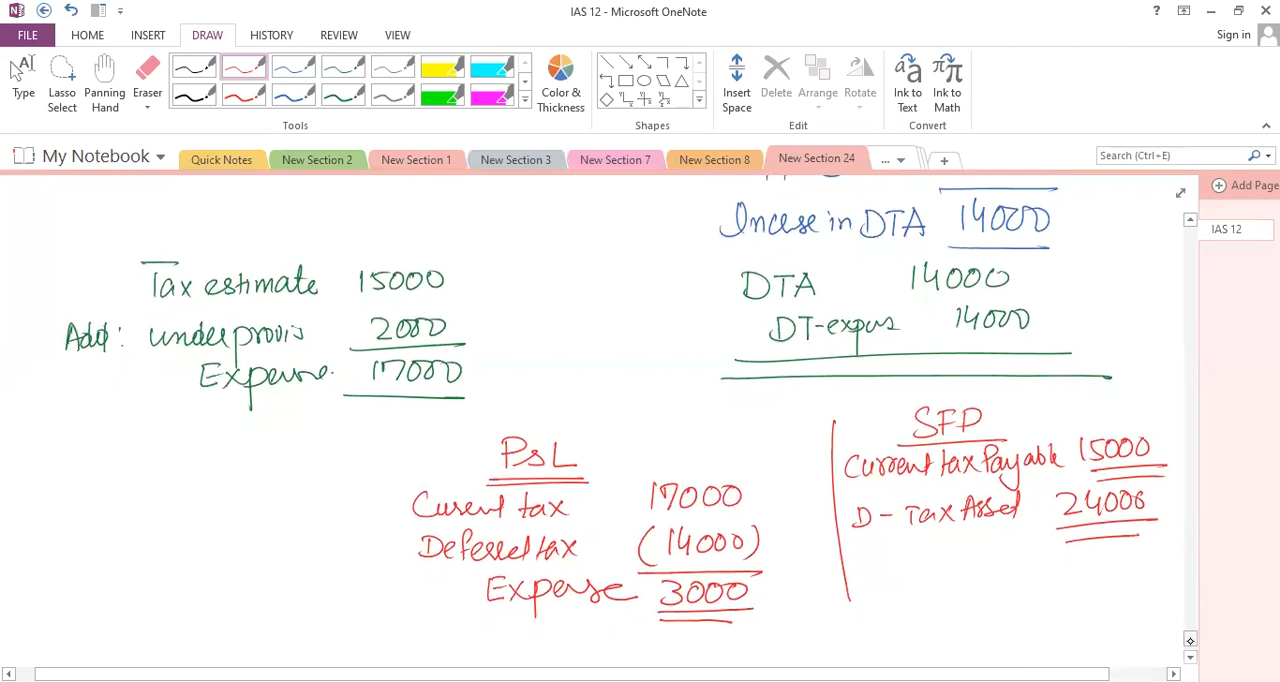 IAS 12 - Microsoft OneNote
FILE HOME INSERT DRAW HISTORY REVIEW VIEW
Sign in
Type
Lasso Select
Panning Hand
Eraser
Color & Thickness
Insert Space
Delete
Arrange
Rotate
Ink to Text
Ink to Math
Tools Shapes Edit Convert
My Notebook Quick Notes New Section 2 New Section 1 New Section 3 New Section 7 New Section 8 New Section 24 ... Search (Ctrl+E)
Add Page
IAS 12
Increse in DTA 14000
Tax estimate 15000
Add: underprovis 2000
Expense. 17000
DTA 14000
DT-expus 14000
PsL
Current tax 17000
Deferred tax (14000)
Expense 3000
SFP
Current tax Payable 15000
D - Tax Asset 24000